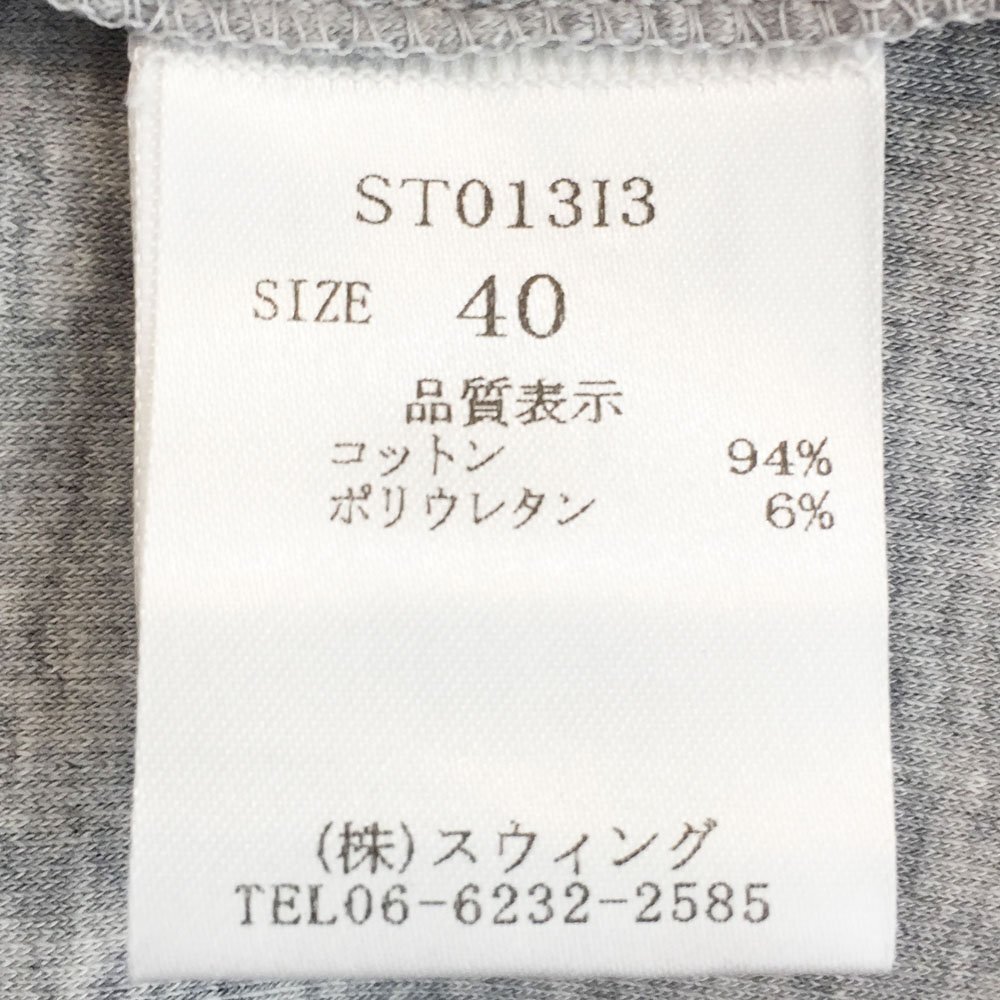 ST013I3
SIZE 40
品質表示
コットン 94%
ポリウレタン 6%
(株)スウィング
TEL06-6232-2585